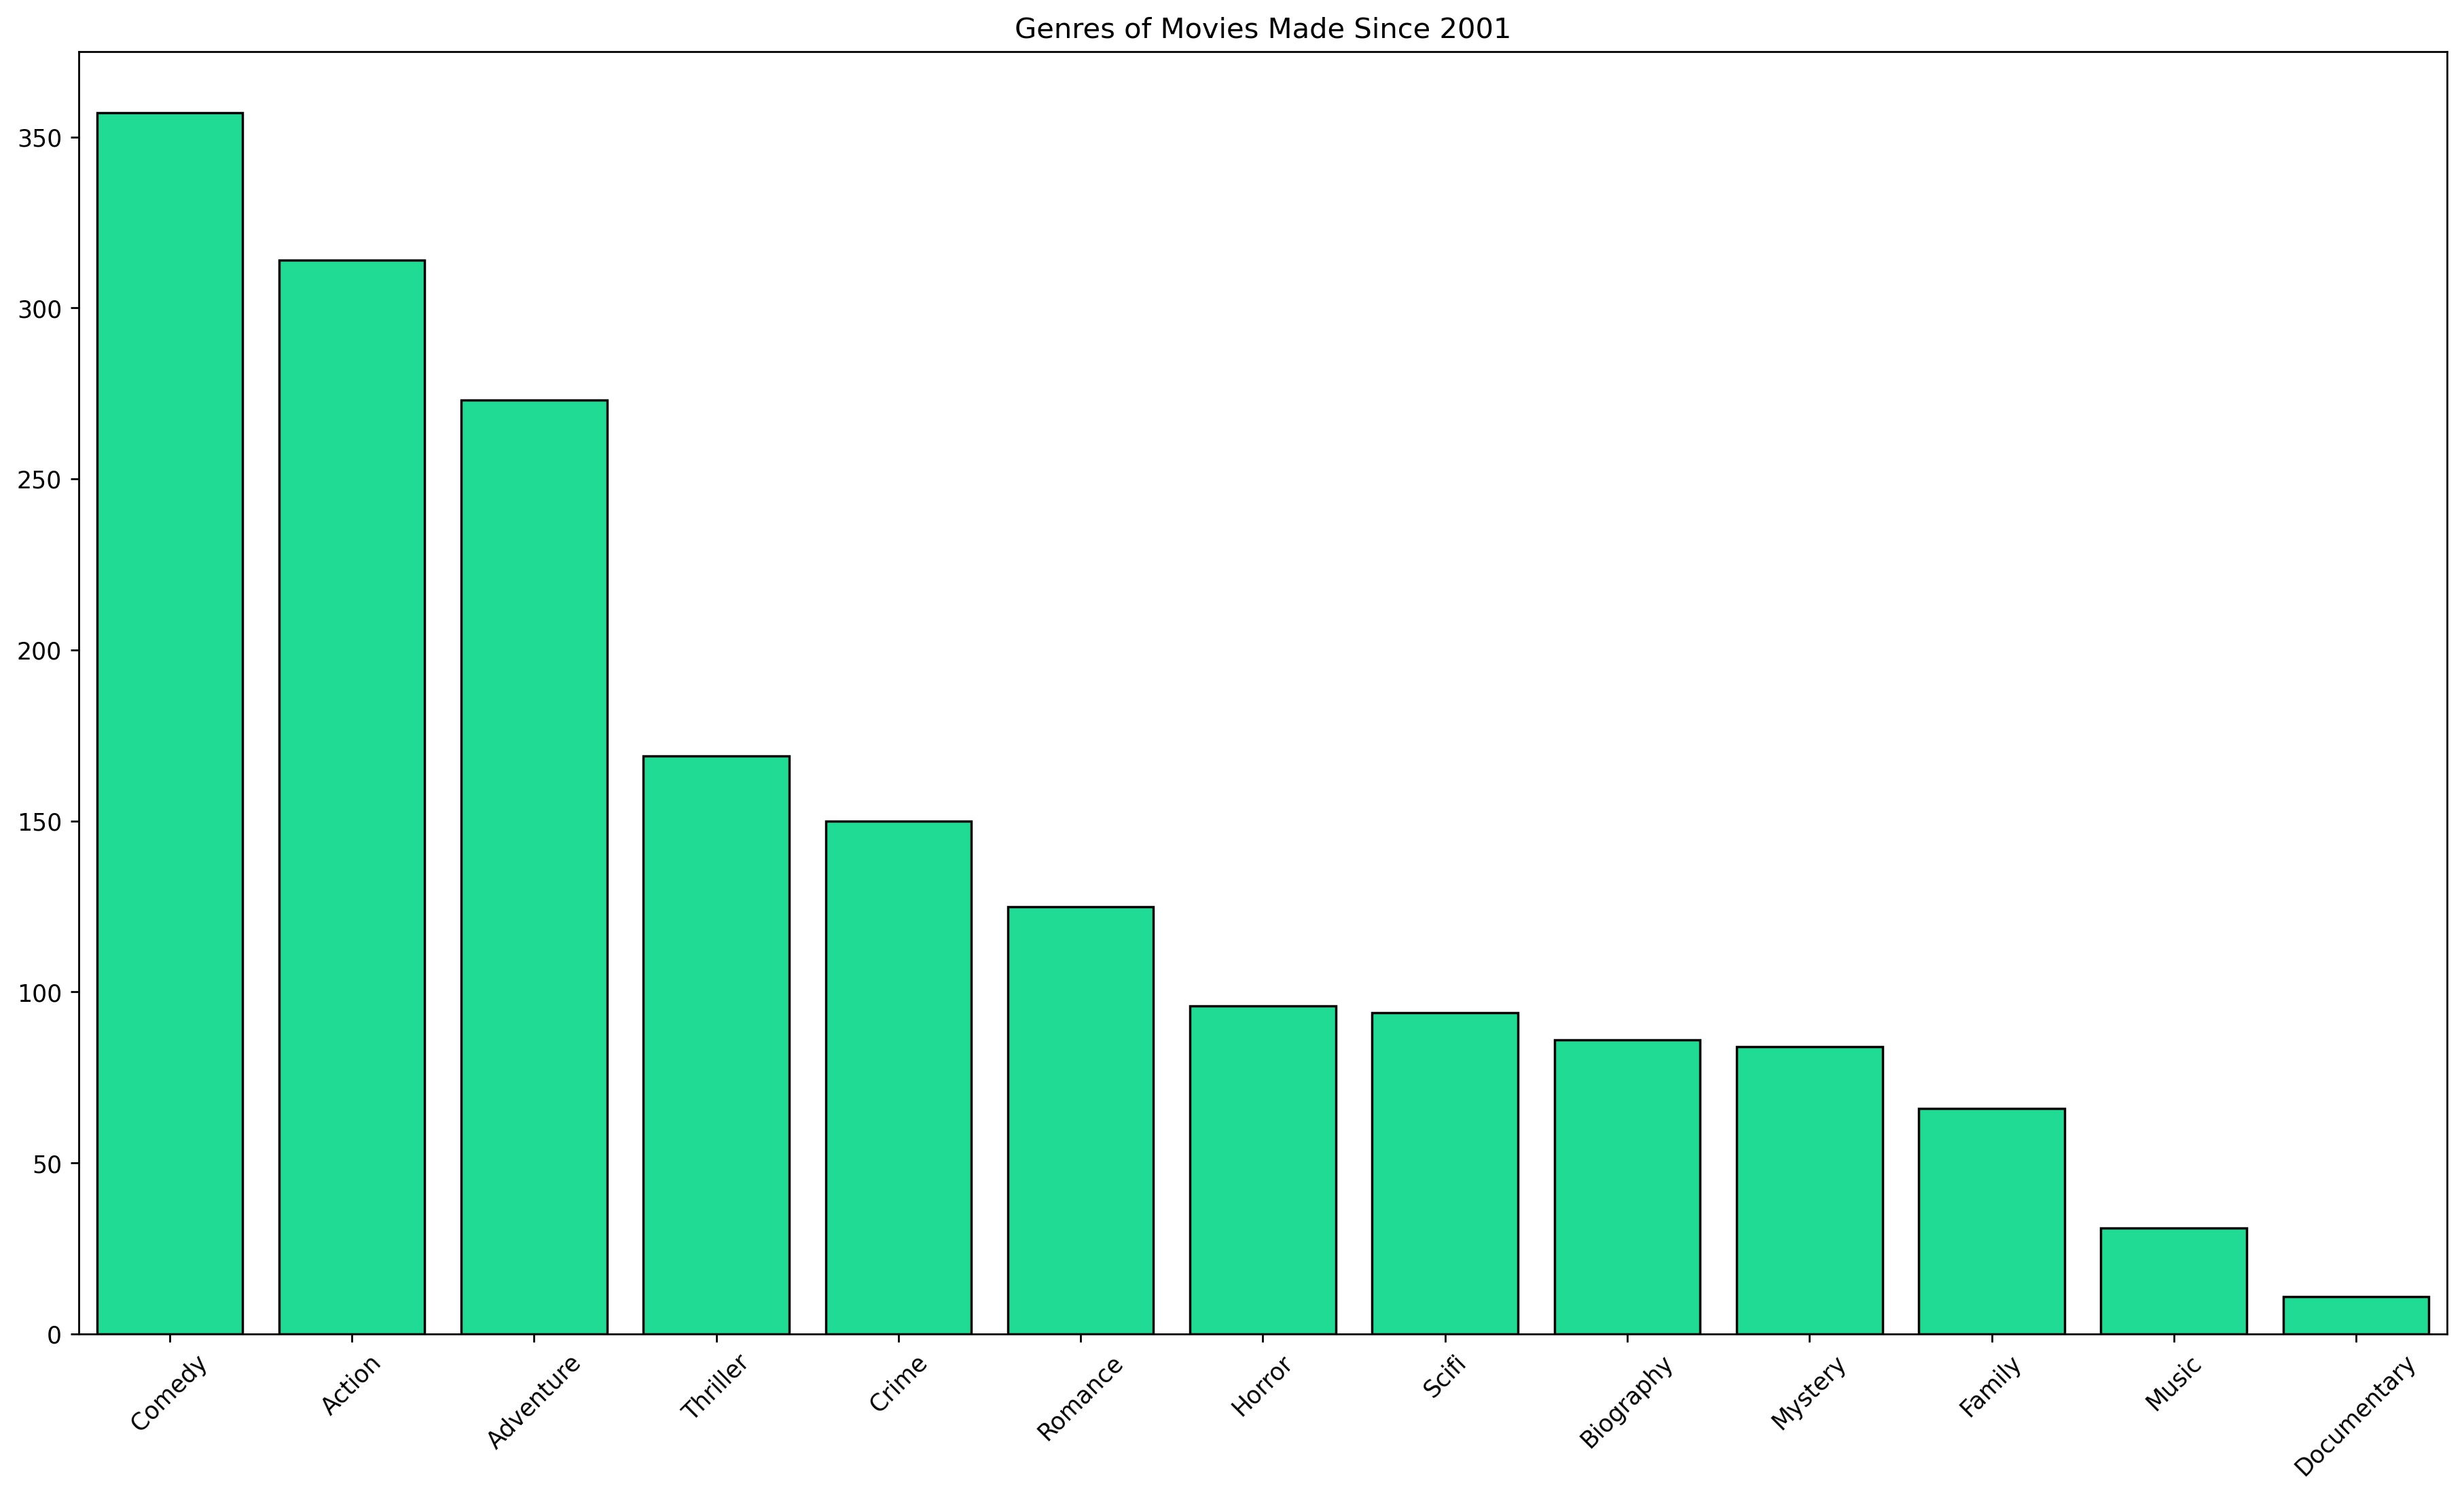 Genres of Movies Made Since 2001
350
300
250
200
150
100
50
0
Comedy
Action
Adventure
Thriller
Crime
Romance
Horror
Scifi
Biography
Mystery
Family
Music
Documentary